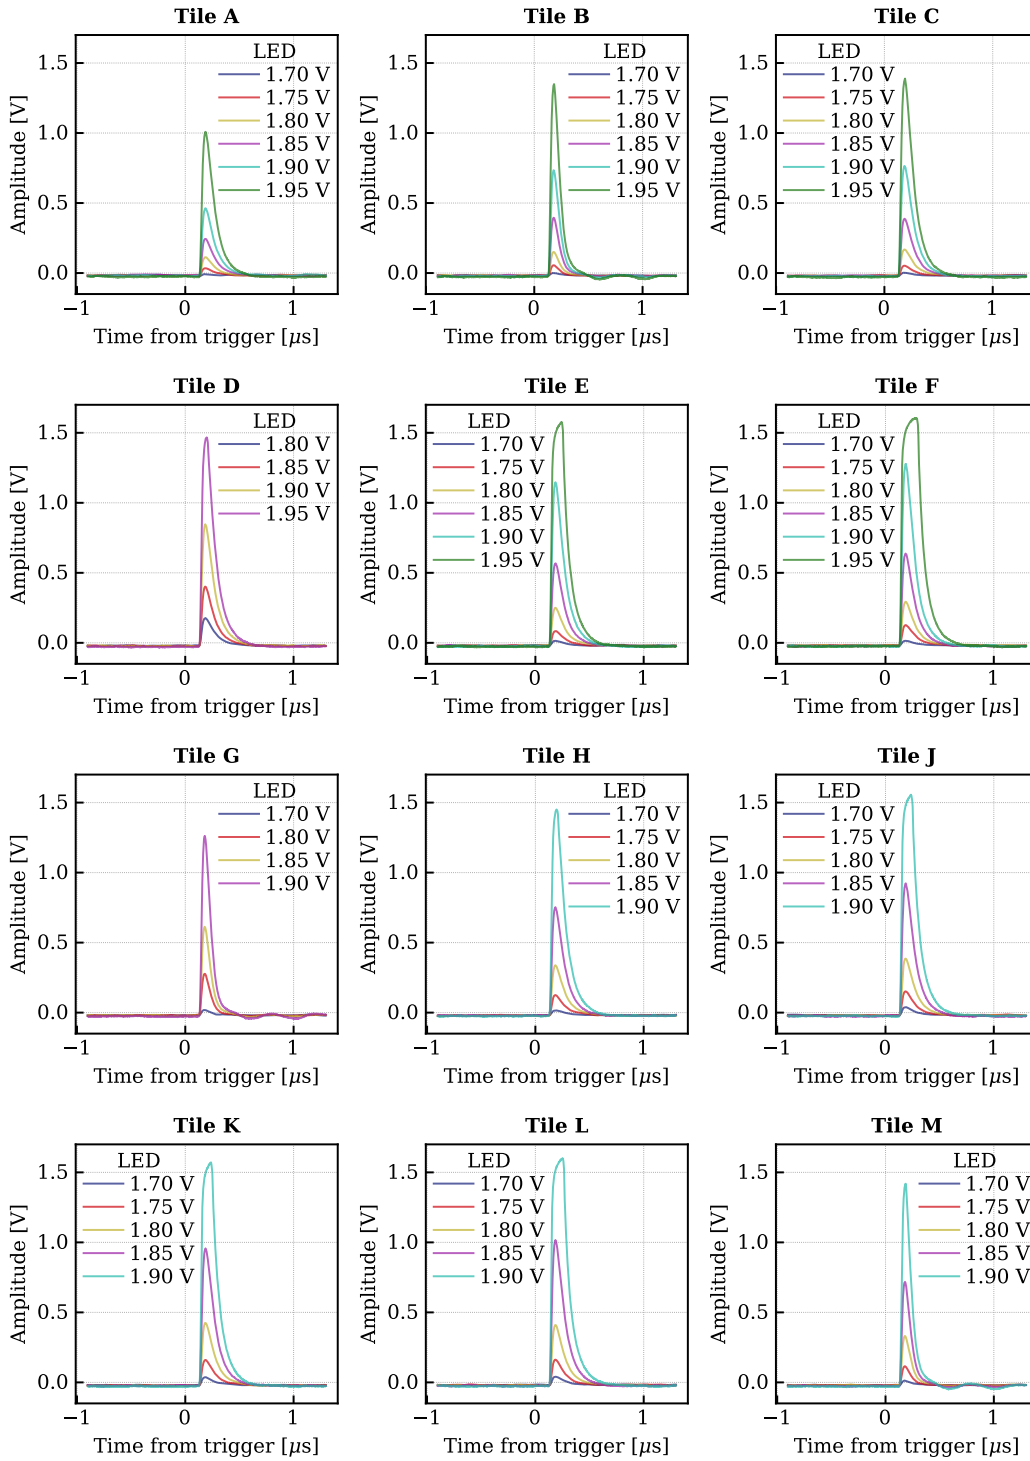 Tile A
Amplitude [V]
1.5
1.0
0.5
0.0
LED
1.70 V
1.75 V
1.80 V
1.85 V
1.90 V
1.95 V
−1 0 1
Time from trigger [μs]
Tile B
Amplitude [V]
1.5
1.0
0.5
0.0
LED
1.70 V
1.75 V
1.80 V
1.85 V
1.90 V
1.95 V
−1 0 1
Time from trigger [μs]
Tile C
Amplitude [V]
1.5
1.0
0.5
0.0
LED
1.70 V
1.75 V
1.80 V
1.85 V
1.90 V
1.95 V
−1 0 1
Time from trigger [μs]
Tile D
Amplitude [V]
1.5
1.0
0.5
0.0
LED
1.80 V
1.85 V
1.90 V
1.95 V
−1 0 1
Time from trigger [μs]
Tile E
Amplitude [V]
1.5
1.0
0.5
0.0
LED
1.70 V
1.75 V
1.80 V
1.85 V
1.90 V
1.95 V
−1 0 1
Time from trigger [μs]
Tile F
Amplitude [V]
1.5
1.0
0.5
0.0
LED
1.70 V
1.75 V
1.80 V
1.85 V
1.90 V
1.95 V
−1 0 1
Time from trigger [μs]
Tile G
Amplitude [V]
1.5
1.0
0.5
0.0
LED
1.70 V
1.80 V
1.85 V
1.90 V
−1 0 1
Time from trigger [μs]
Tile H
Amplitude [V]
1.5
1.0
0.5
0.0
LED
1.70 V
1.75 V
1.80 V
1.85 V
1.90 V
−1 0 1
Time from trigger [μs]
Tile J
Amplitude [V]
1.5
1.0
0.5
0.0
LED
1.70 V
1.75 V
1.80 V
1.85 V
1.90 V
−1 0 1
Time from trigger [μs]
Tile K
Amplitude [V]
1.5
1.0
0.5
0.0
LED
1.70 V
1.75 V
1.80 V
1.85 V
1.90 V
−1 0 1
Time from trigger [μs]
Tile L
Amplitude [V]
1.5
1.0
0.5
0.0
LED
1.70 V
1.75 V
1.80 V
1.85 V
1.90 V
−1 0 1
Time from trigger [μs]
Tile M
Amplitude [V]
1.5
1.0
0.5
0.0
LED
1.70 V
1.75 V
1.80 V
1.85 V
1.90 V
−1 0 1
Time from trigger [μs]